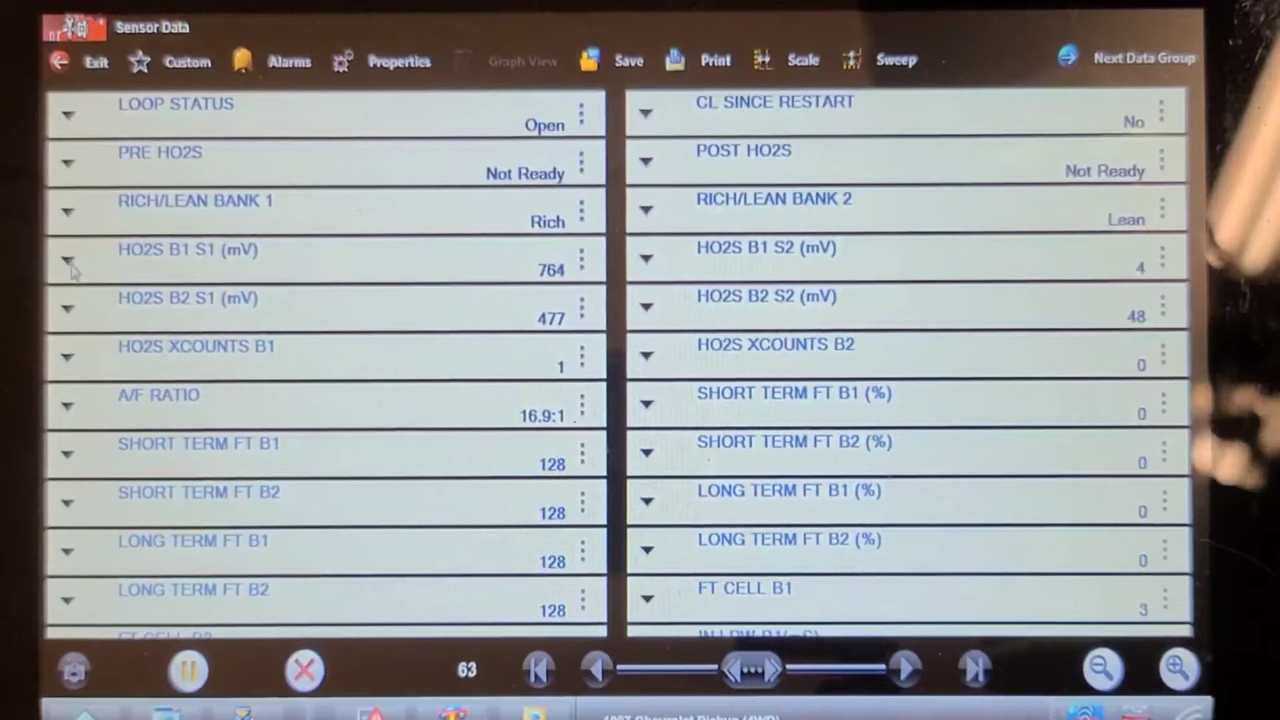 Sensor Data
Exit Custom Alarms Properties Graph View Save Print Scale Sweep Next Data Group
LOOP STATUS
Open
CL SINCE RESTART
No
PRE HO2S
Not Ready
POST HO2S
Not Ready
RICH/LEAN BANK 1
Rich
RICH/LEAN BANK 2
Lean
HO2S B1 S1 (mV)
764
HO2S B1 S2 (mV)
4
HO2S B2 S1 (mV)
477
HO2S B2 S2 (mV)
48
HO2S XCOUNTS B1
1
HO2S XCOUNTS B2
0
A/F RATIO
16.9:1
SHORT TERM FT B1 (%)
0
SHORT TERM FT B1
128
SHORT TERM FT B2 (%)
0
SHORT TERM FT B2
128
LONG TERM FT B1 (%)
0
LONG TERM FT B1
128
LONG TERM FT B2 (%)
0
LONG TERM FT B2
128
FT CELL B1
3
63
Chevrolet Pickup (4WD)